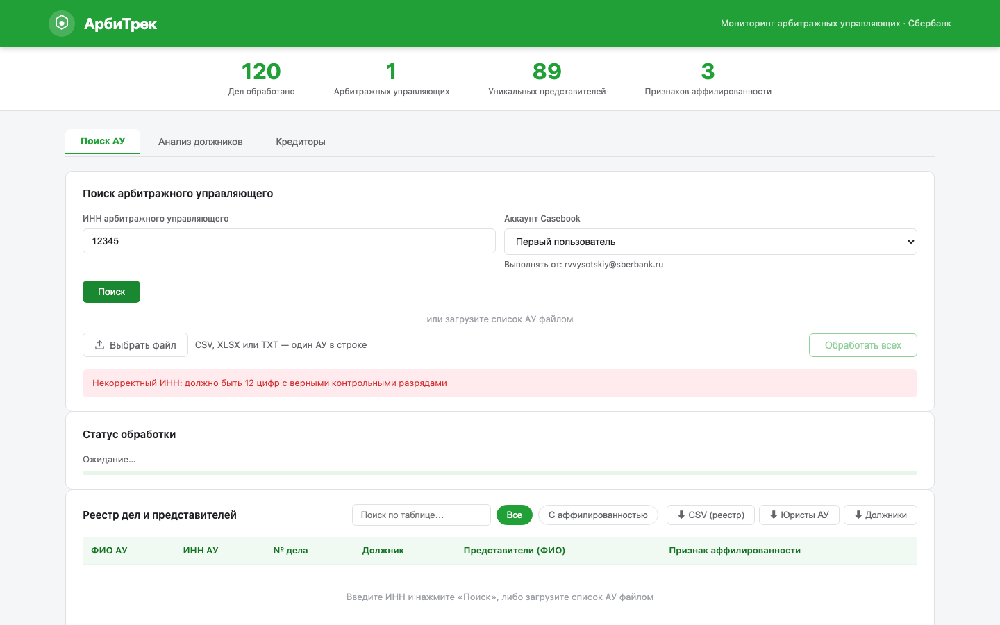 АрбиТрек
Мониторинг арбитражных управляющих · Сбербанк
120
Дел обработано
1
Арбитражных управляющих
89
Уникальных представителей
3
Признаков аффилированности
Поиск АУ
Анализ должников
Кредиторы
Поиск арбитражного управляющего
ИНН арбитражного управляющего
12345
Аккаунт Casebook
Первый пользователь
Выполнять от: rvvysotskiy@sberbank.ru
Поиск
или загрузите список АУ файлом
Выбрать файл
CSV, XLSX или TXT — один АУ в строке
Обработать всех
Некорректный ИНН: должно быть 12 цифр с верными контрольными разрядами
Статус обработки
Ожидание...
Реестр дел и представителей
Поиск по таблице...
Все
С аффилированностью
⬇ CSV (реестр)
⬇ Юристы АУ
⬇ Должники
ФИО АУ
ИНН АУ
№ дела
Должник
Представители (ФИО)
Признак аффилированности
Введите ИНН и нажмите «Поиск», либо загрузите список АУ файлом